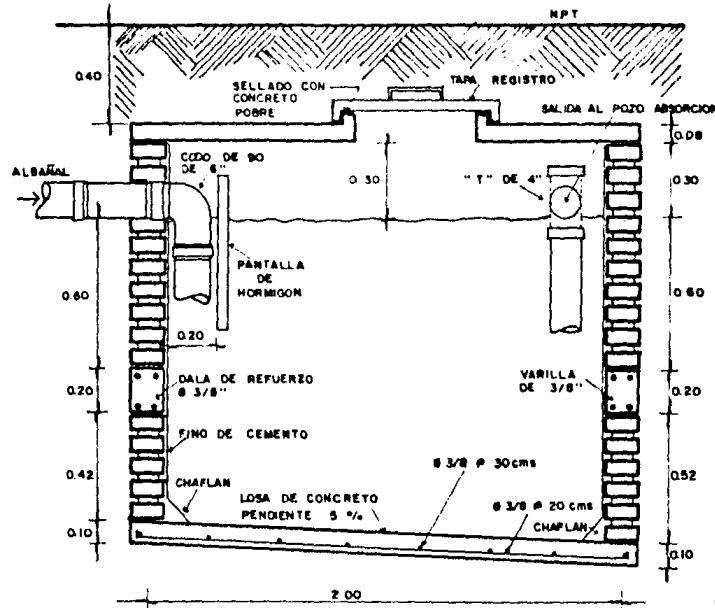 N.P.T
0.40
SELLADO CON
CONCRETO
POBRE
TAPA REGISTRO
SALIDA AL POZO ABSORCION
0.08
CODO DE 90
DE 6"
ALBAÑAL
0.30
"T" DE 4"
0.30
PANTALLA
DE
HORMIGON
0.60
0.60
0.20
DALA DE REFUERZO
Ø 3/8"
VARILLA
DE 3/8"
0.20
0.20
FINO DE CEMENTO
0.42
0.52
CHAFLAN
Ø 3/8 @ 30cms
LOSA DE CONCRETO
PENDIENTE 5 %
Ø 3/8 @ 20 cms
CHAFLAN
0.10
0.10
2.00